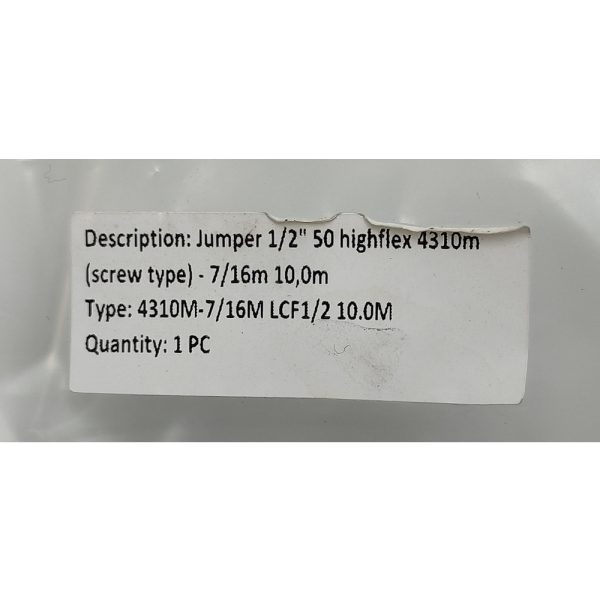 Description: Jumper 1/2" 50 highflex 4310m
(screw type) - 7/16m 10,0m
Type: 4310M-7/16M LCF1/2 10.0M
Quantity: 1 PC